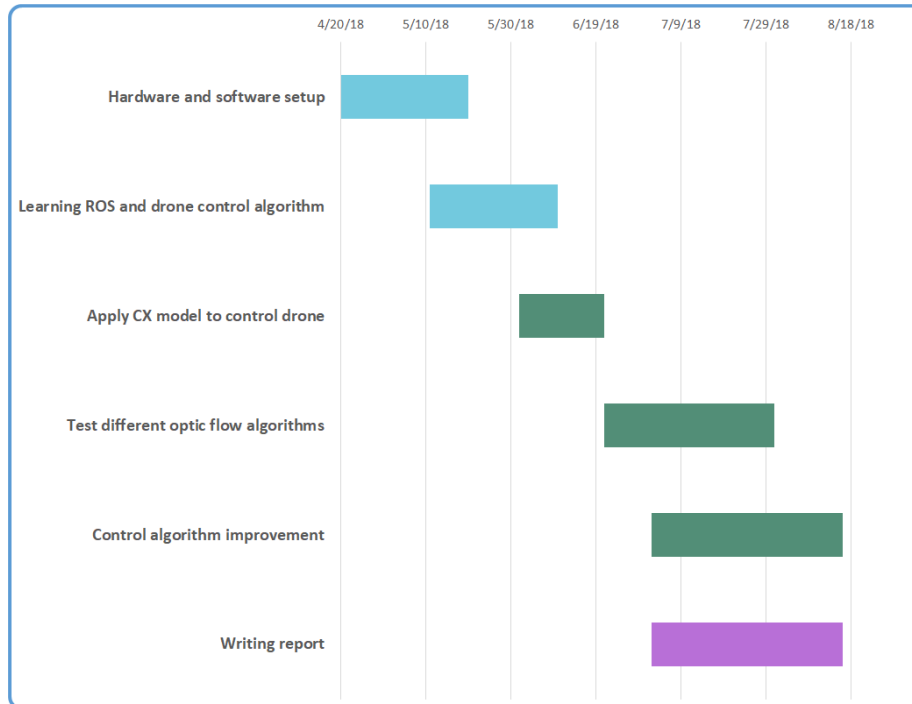 4/20/18 5/10/18 5/30/18 6/19/18 7/9/18 7/29/18 8/18/18
Hardware and software setup
Learning ROS and drone control algorithm
Apply CX model to control drone
Test different optic flow algorithms
Control algorithm improvement
Writing report